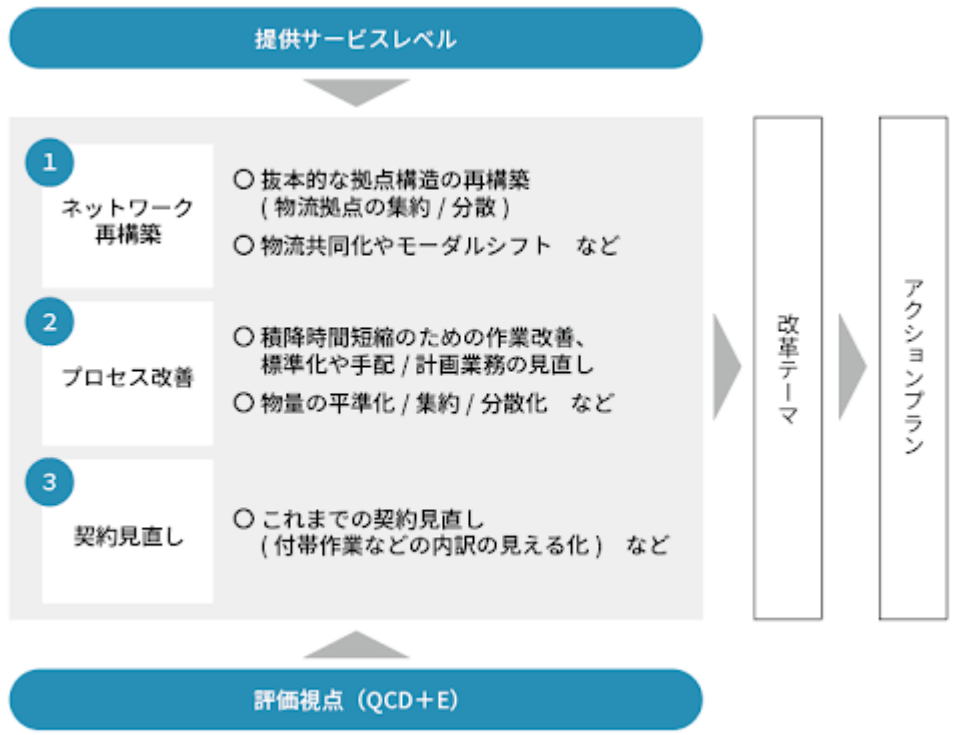 提供サービスレベル
1
ネットワーク
再構築
○ 抜本的な拠点構造の再構築
( 物流拠点の集約 / 分散 )
○ 物流共同化やモーダルシフト　など
2
プロセス改善
○ 積降時間短縮のための作業改善、
標準化や手配 / 計画業務の見直し
○ 物量の平準化 / 集約 / 分散化　など
3
契約見直し
○ これまでの契約見直し
( 付帯作業などの内訳の見える化 )　など
評価視点（QCD＋E）
改革テーマ
アクションプラン